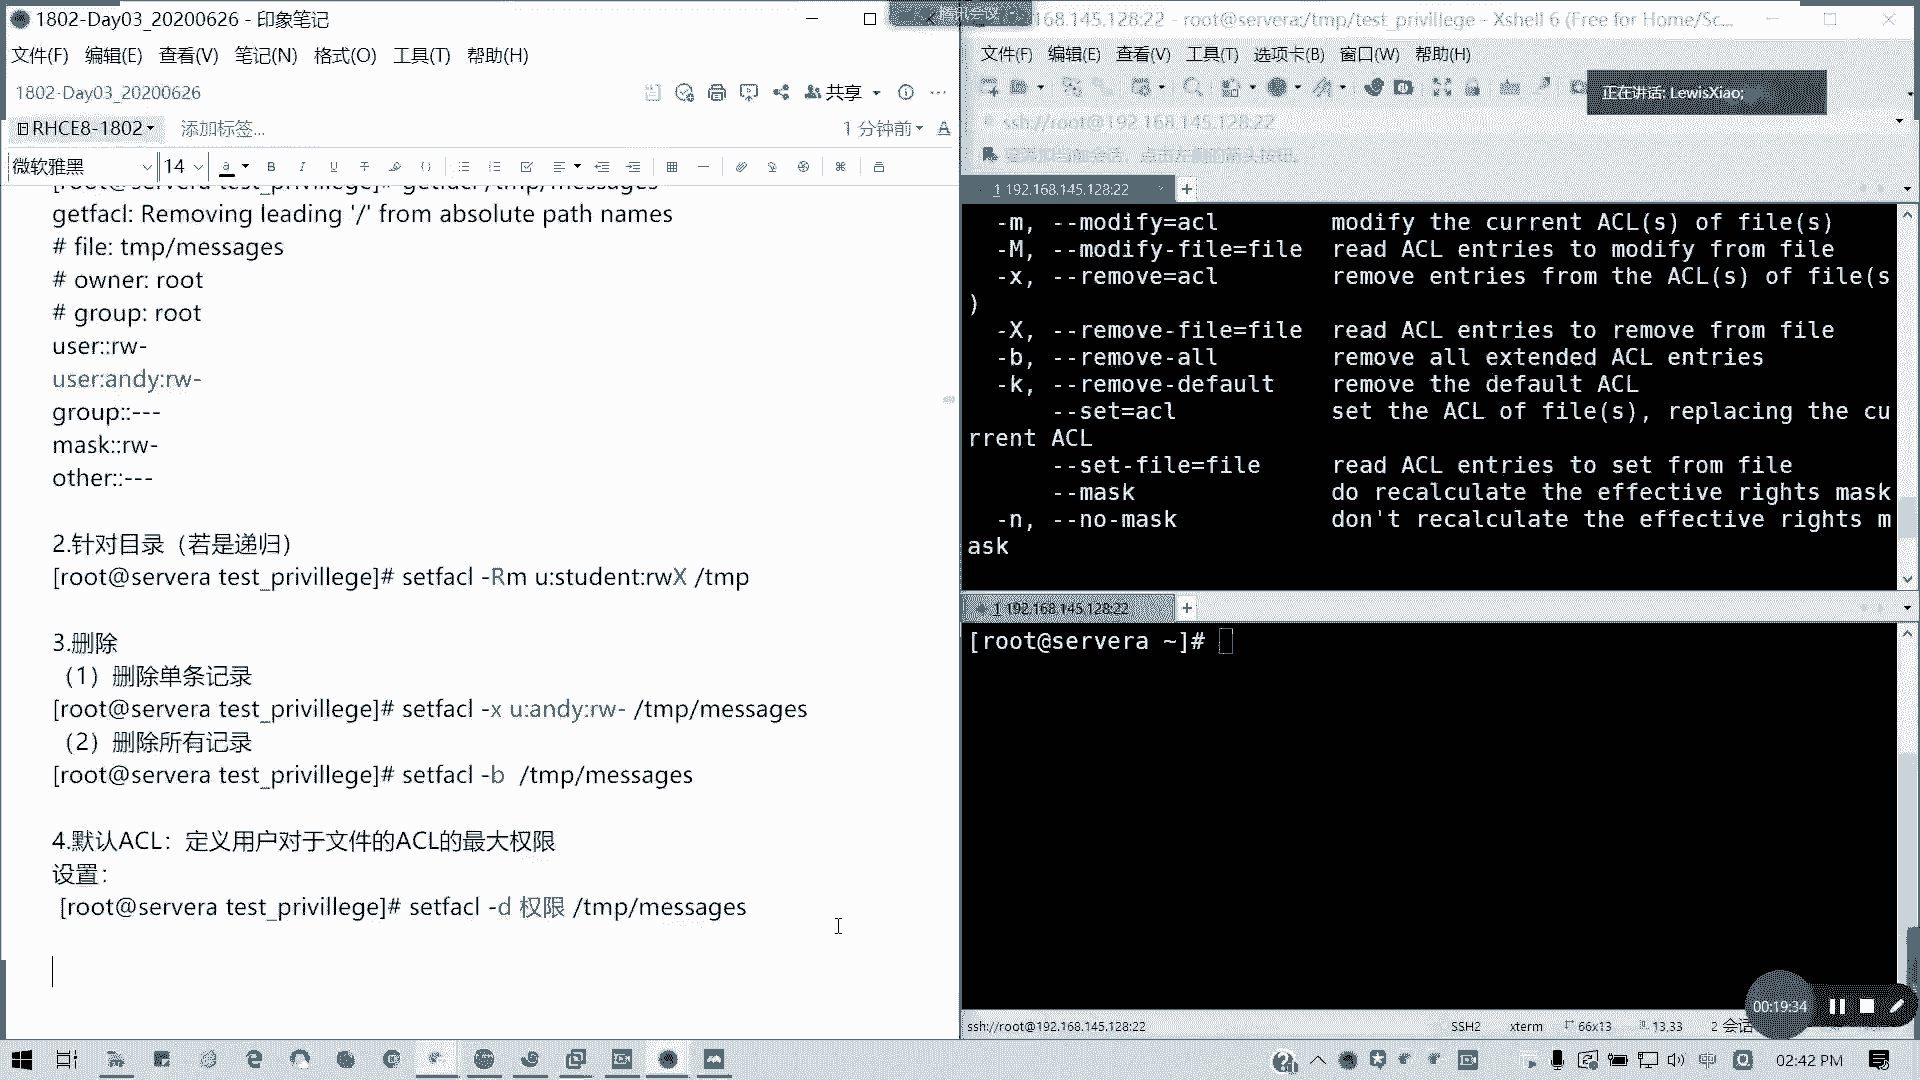 1802-Day03_20200626 - 印象笔记
文件(F) 编辑(E) 查看(V) 笔记(N) 格式(O) 工具(T) 帮助(H)
1802-Day03_20200626
共享
RHCE8-1802
添加标签...
1 分钟前
微软雅黑 14
[root@servera test_privillege]# getfacl /tmp/messages
getfacl: Removing leading '/' from absolute path names
# file: tmp/messages
# owner: root
# group: root
user::rw-
user:andy:rw-
group::---
mask::rw-
other::---
2.针对目录（若是递归）
[root@servera test_privillege]# setfacl -Rm u:student:rwX /tmp
3.删除
（1）删除单条记录
[root@servera test_privillege]# setfacl -x u:andy:rw- /tmp/messages
（2）删除所有记录
[root@servera test_privillege]# setfacl -b  /tmp/messages
4.默认ACL：定义用户对于文件的ACL的最大权限
设置：
[root@servera test_privillege]# setfacl -d 权限 /tmp/messages
168.145.128:22 - root@servera:/tmp/test_privillege - Xshell 6 (Free for Home/Sc...
文件(F) 编辑(E) 查看(V) 工具(T) 选项卡(B) 窗口(W) 帮助(H)
正在讲话: LewisXiao;
ssh://root@192.168.145.128:22
1 192.168.145.128:22
-m, --modify=acl modify the current ACL(s) of file(s)
-M, --modify-file=file read ACL entries to modify from file
-x, --remove=acl remove entries from the ACL(s) of file(s
)
-X, --remove-file=file read ACL entries to remove from file
-b, --remove-all remove all extended ACL entries
-k, --remove-default remove the default ACL
--set=acl set the ACL of file(s), replacing the cu
rrent ACL
--set-file=file read ACL entries to set from file
--mask do recalculate the effective rights mask
-n, --no-mask don't recalculate the effective rights m
ask
1 192.168.145.128:22
[root@servera ~]#
00:19:34
ssh://root@192.168.145.128:22 SSH2 xterm 66x13 13,33 2 会话
02:42 PM